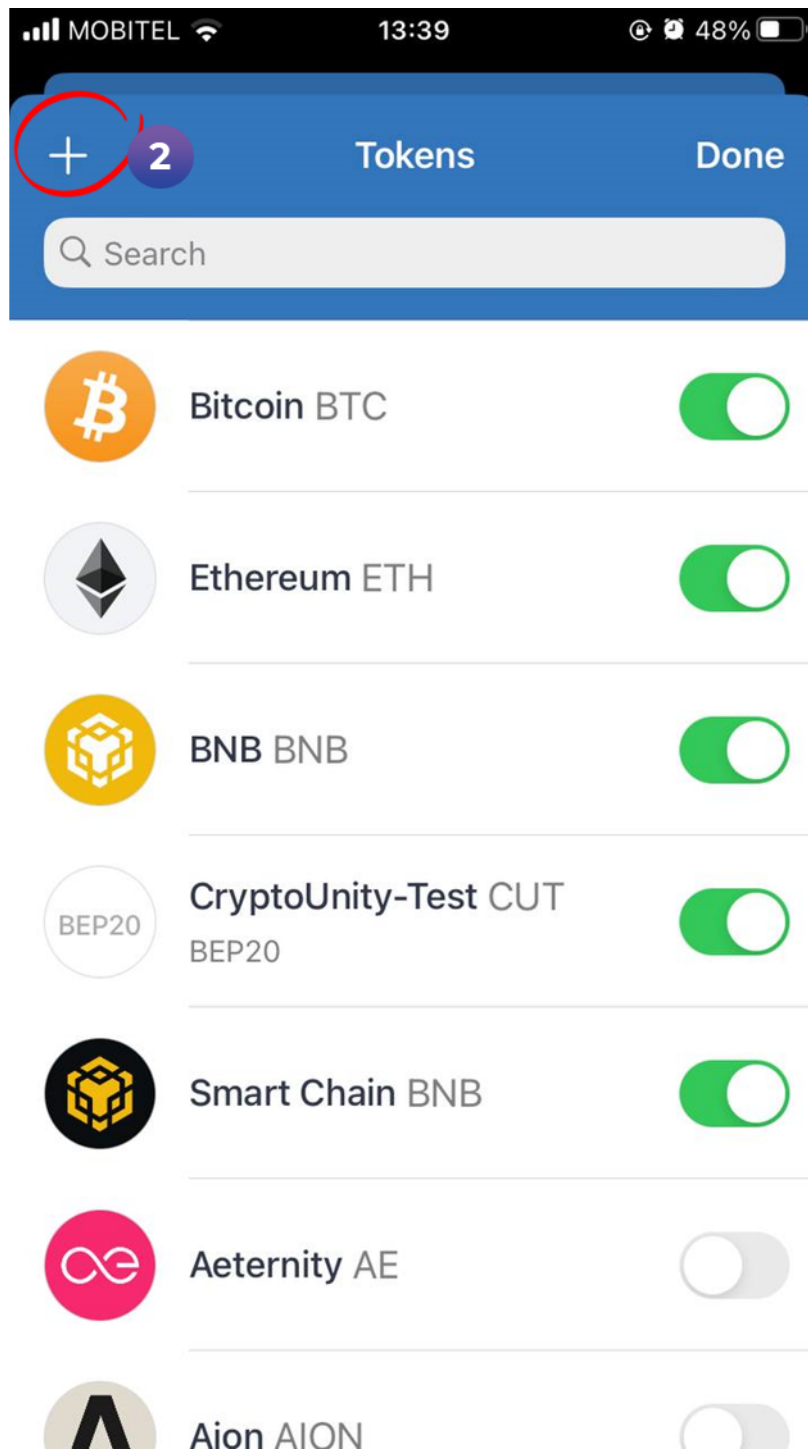 MOBITEL 13:39 48%
+ 2 Tokens Done
Search
Bitcoin BTC
Ethereum ETH
BNB BNB
BEP20
CryptoUnity-Test CUT
BEP20
Smart Chain BNB
Aeternity AE
Aion AION